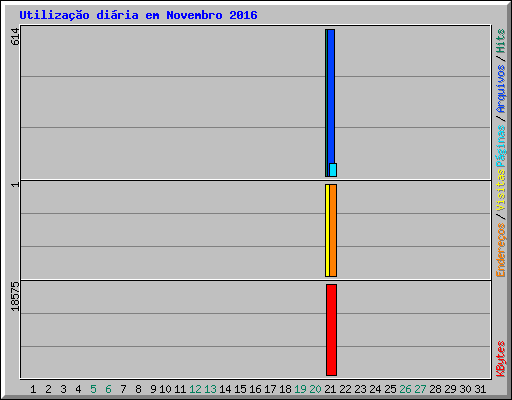 Utilização diária em Novembro 2016
614
1
18575
1 2 3 4 5 6 7 8 9 10 11 12 13 14 15 16 17 18 19 20 21 22 23 24 25 26 27 28 29 30 31
Endereços / Visitas Páginas / Arquivos / Hits
KBytes